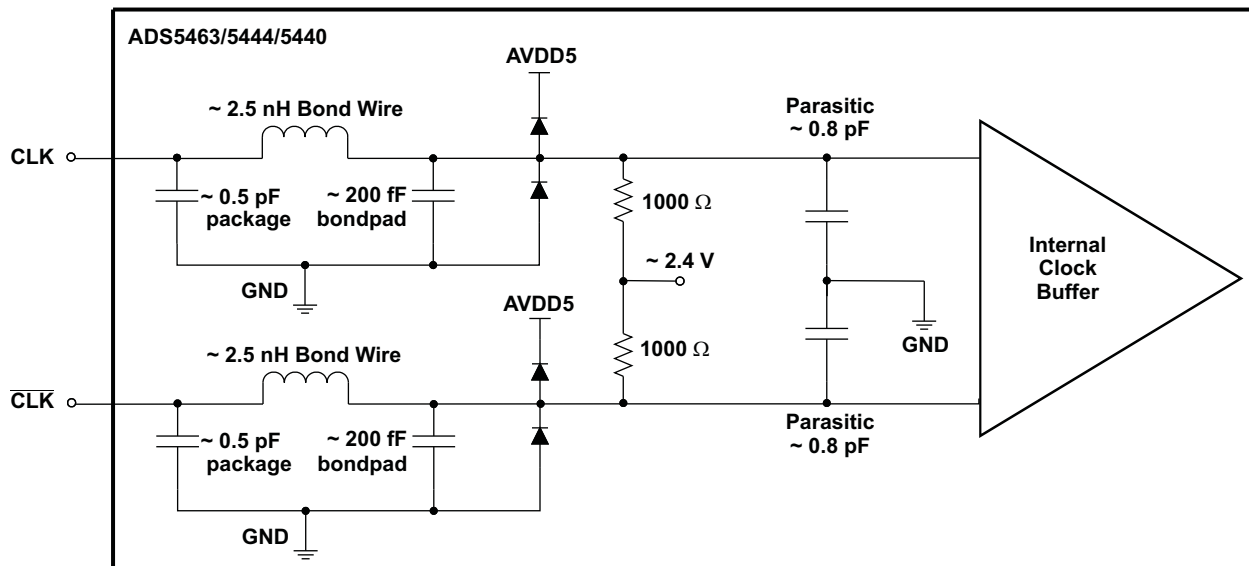 ADS5463/5444/5440
AVDD5
~ 2.5 nH Bond Wire
Parasitic
~ 0.8 pF
CLK
~ 0.5 pF
package
~ 200 fF
bondpad
1000 Ω
Internal
Clock
Buffer
~ 2.4 V
GND
AVDD5
GND
~ 2.5 nH Bond Wire
1000 Ω
C̅L̅K̅
Parasitic
~ 0.8 pF
~ 0.5 pF
package
~ 200 fF
bondpad
GND